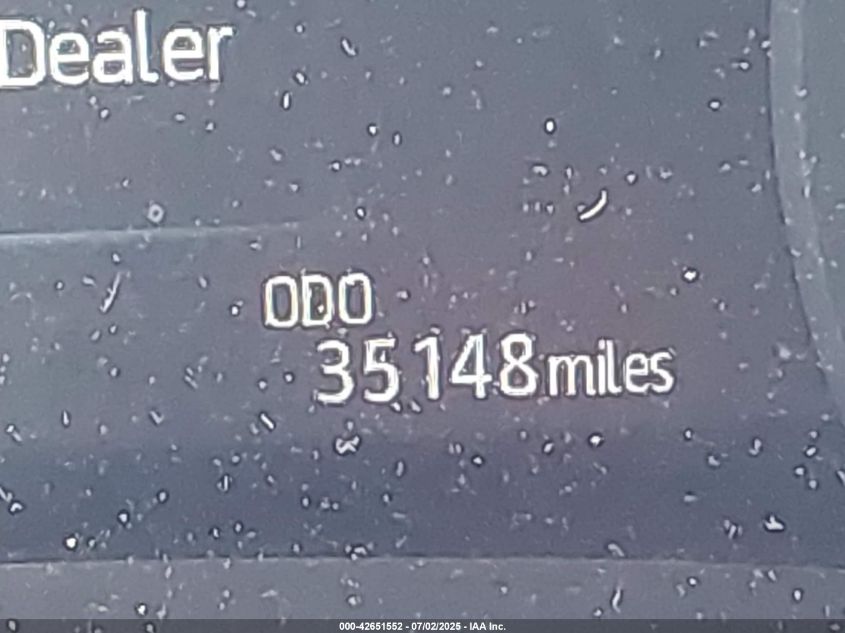 Dealer
ODO
35148 miles
000-42651552 - 07/02/2025 - IAA Inc.